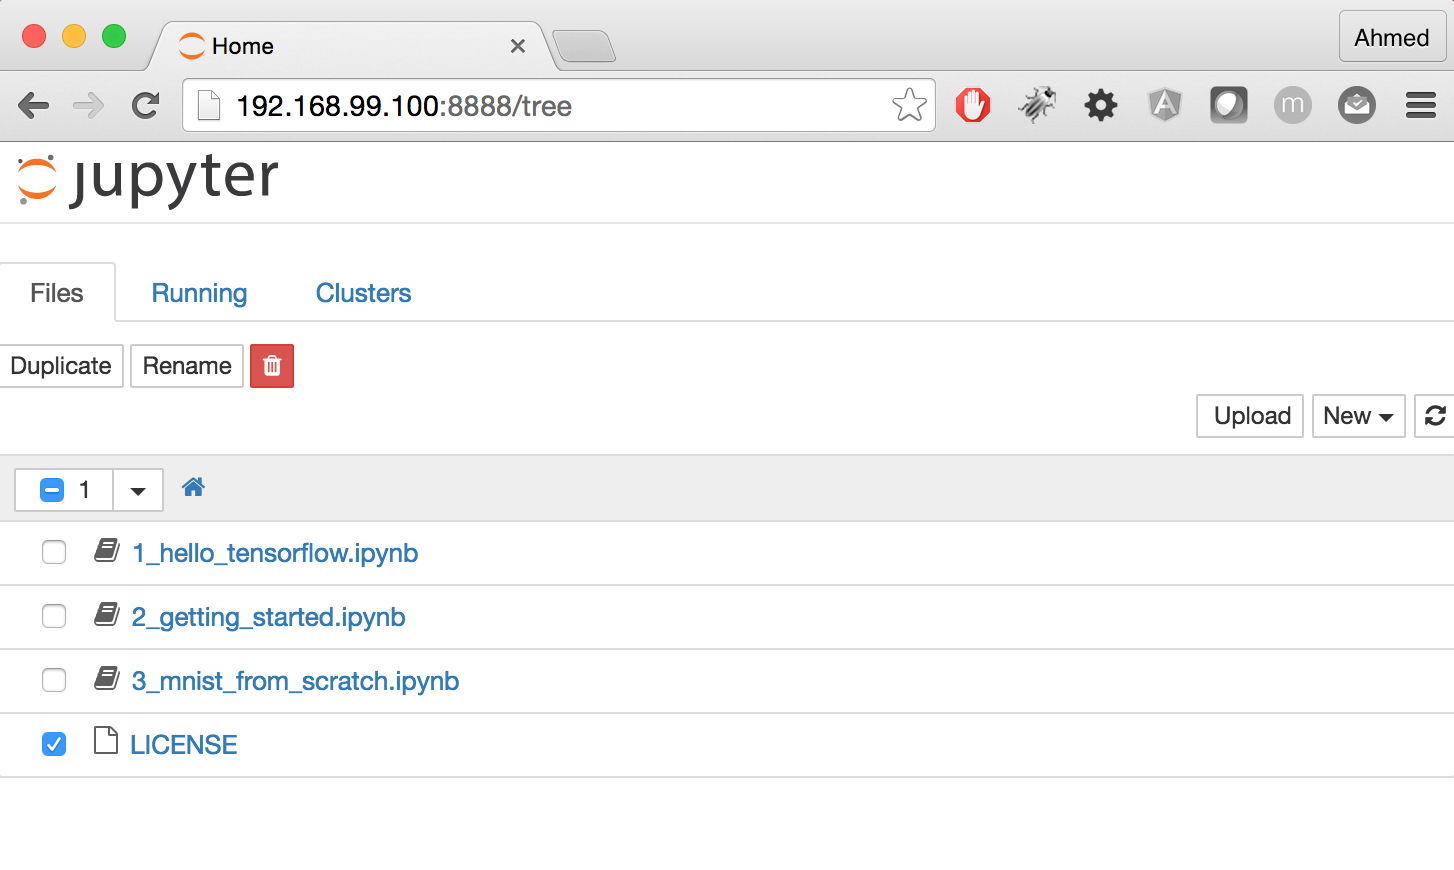 Home
Ahmed
192.168.99.100:8888/tree
m
jupyter
Files Running Clusters
Duplicate Rename
Upload New
1
1_hello_tensorflow.ipynb
2_getting_started.ipynb
3_mnist_from_scratch.ipynb
LICENSE